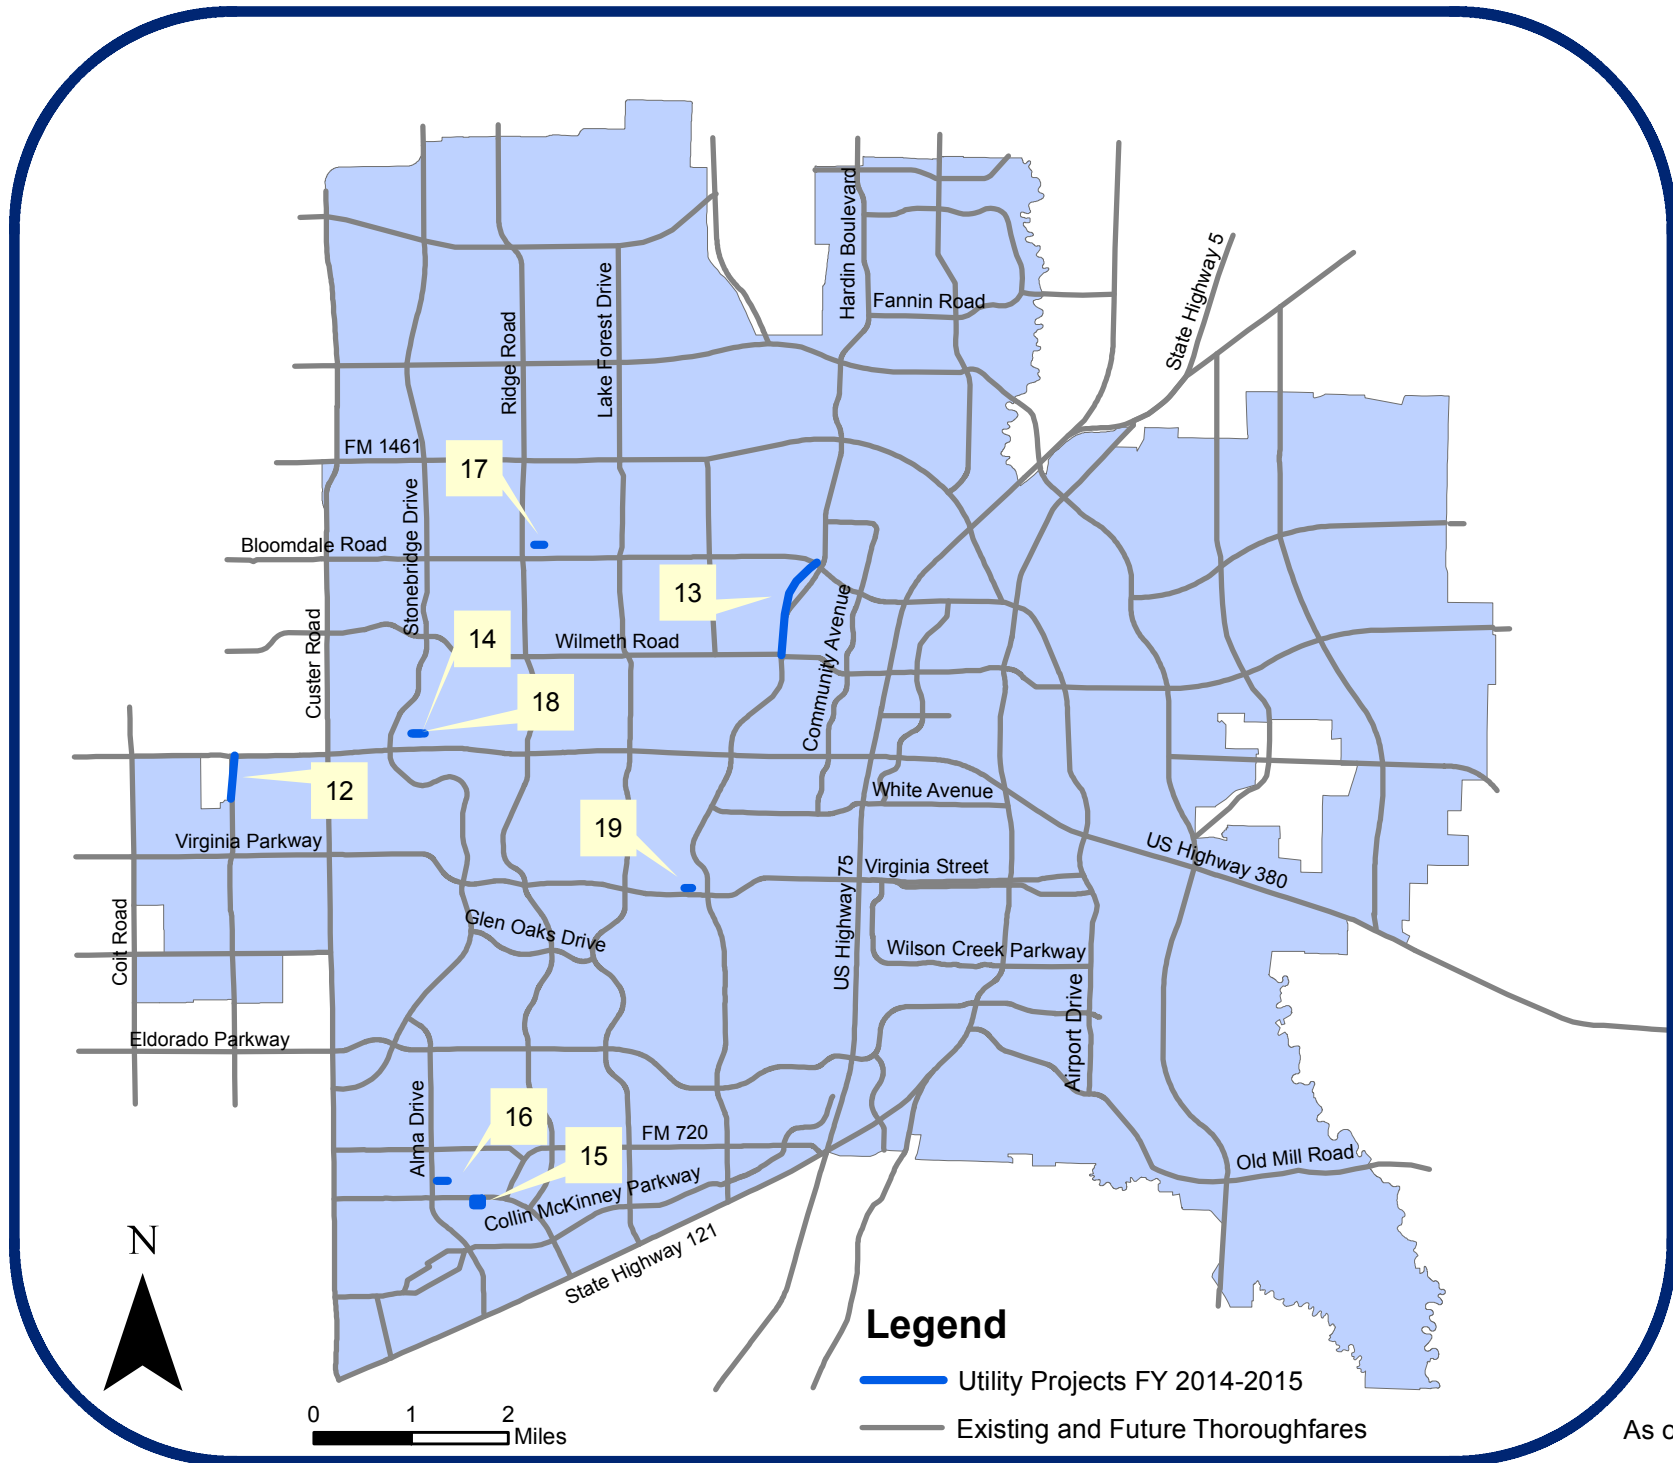 Hardin Boulevard
State Highway 5
Fannin Road
Lake Forest Drive
Ridge Road
FM 1461
17
Stonebridge Drive
Bloomdale Road
13
Community Avenue
Custer Road
14
Wilmeth Road
18
12
White Avenue
19
Virginia Parkway
US Highway 380
Virginia Street
US Highway 75
Glen Oaks Drive
Coit Road
Wilson Creek Parkway
Airport Drive
Eldorado Parkway
Alma Drive
16
FM 720
15
Old Mill Road
Collin McKinney Parkway
State Highway 121
N
Legend
Utility Projects FY 2014-2015
Existing and Future Thoroughfares
0 1 2
Miles
As